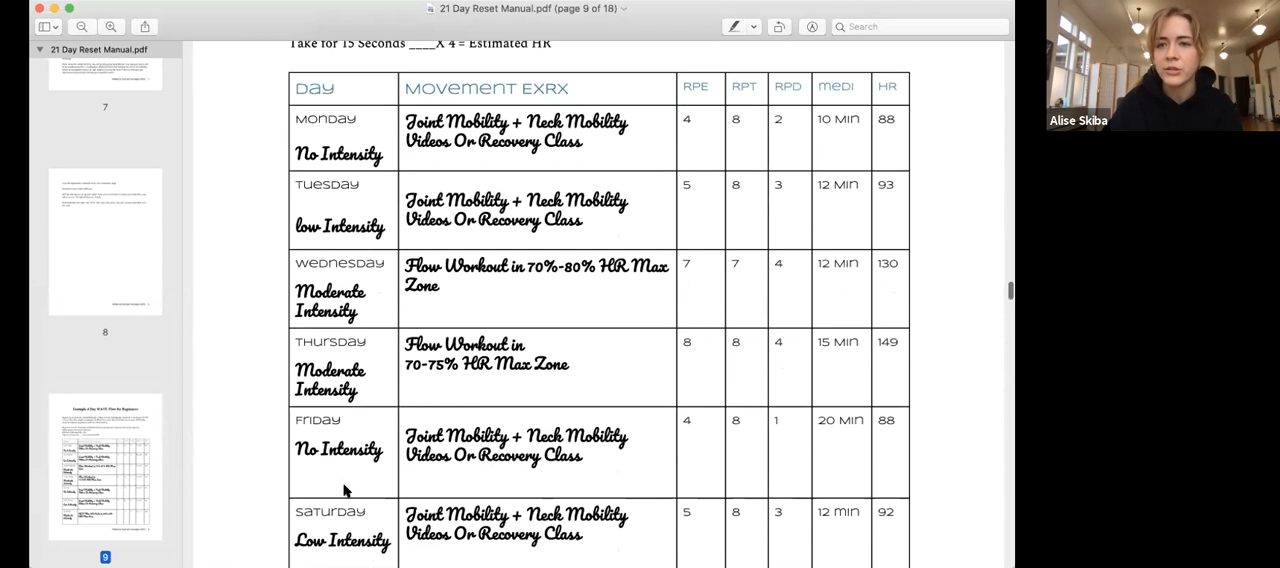 21 Day Reset Manual.pdf (page 9 of 18)
Search
21 Day Reset Manual.pdf
7
8
9
Take for 15 Seconds ____X 4 = Estimated HR
Day Movement EXRX RPE RPT RPD medi HR
Monday
No Intensity
Joint Mobility + Neck Mobility
Videos Or Recovery Class
4 8 2 10 Min 88
Tuesday
low Intensity
Joint Mobility + Neck Mobility
Videos Or Recovery Class
5 8 3 12 Min 93
Wednesday
Moderate
Intensity
Flow Workout in 70%-80% HR Max
Zone
7 7 4 12 Min 130
Thursday
Moderate
Intensity
Flow Workout in
70-75% HR Max Zone
8 8 4 15 Min 149
Friday
No Intensity
Joint Mobility + Neck Mobility
Videos Or Recovery Class
4 8 1 20 Min 88
Saturday
Low Intensity
Joint Mobility + Neck Mobility
Videos Or Recovery Class
5 8 3 12 min 92
Alise Skiba